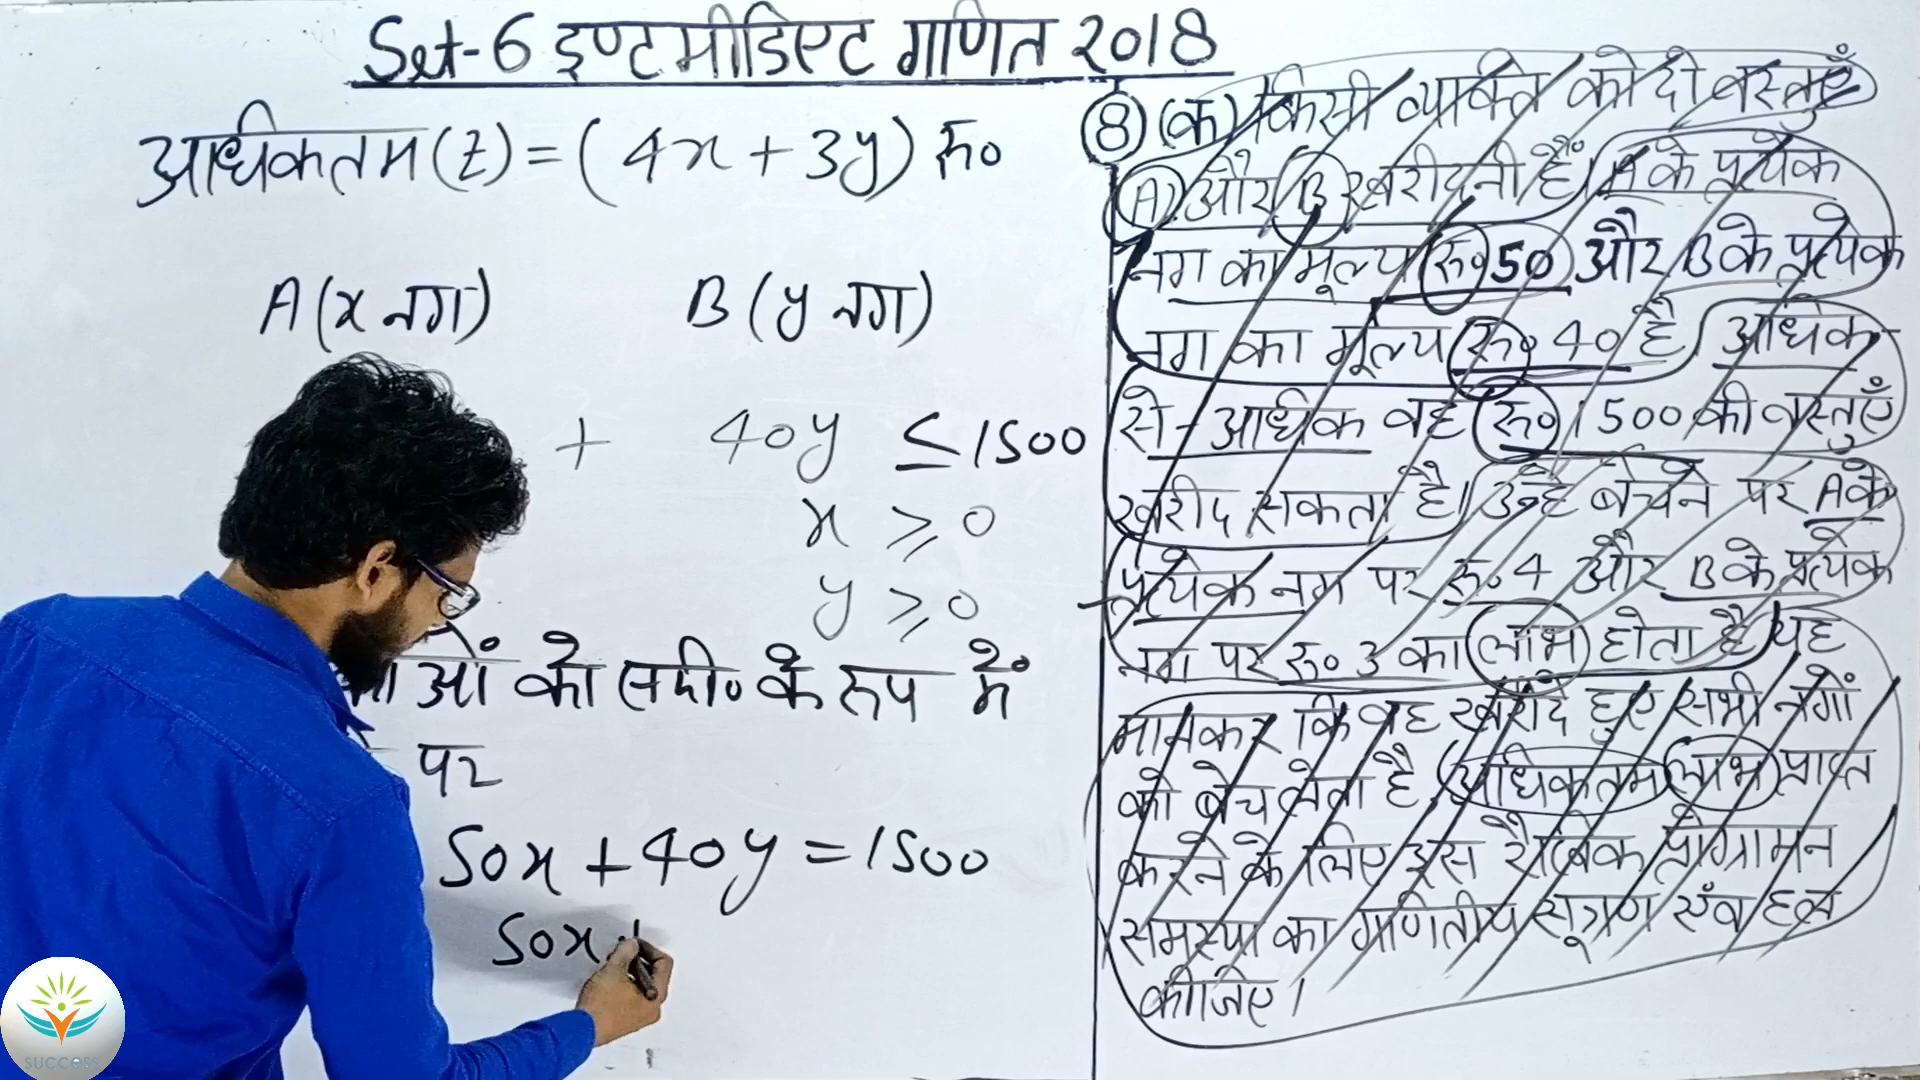 Set-6 इण्टमीडिएट गणित २०१8
अधिकतम (z) = (4x + 3y) रु०
A (x नग) B (y नग)
+ 40y ≤ 1500
x ≥ 0
y ≥ 0
ओं को समी० के रूप में
पर
50x + 40y = 1500
50x
8 (क) किसी व्यक्ति को दो वस्तुएँ
A और B खरीदनी हैं। A के प्रत्येक
नग का मूल्य रु० 50 और B के प्रत्येक
नग का मूल्य रु० 40 है। अधिक
से-अधिक वह रु० 1500 की वस्तुएँ
खरीद सकता है। उन्हे बेचने पर A के
प्रत्येक नग पर रु० 4 और B के प्रत्येक
नग पर रु० 3 का लाभ होता है। यह
मानकर कि वह खरीदे हुए सभी नगों
को बेच लेता है, अधिकतम लाभ प्राप्त
करने के लिए इस रैखिक प्रोग्रामन
समस्या का गणितीय सूत्रण एंव हल
कीजिए।
SUCCESS